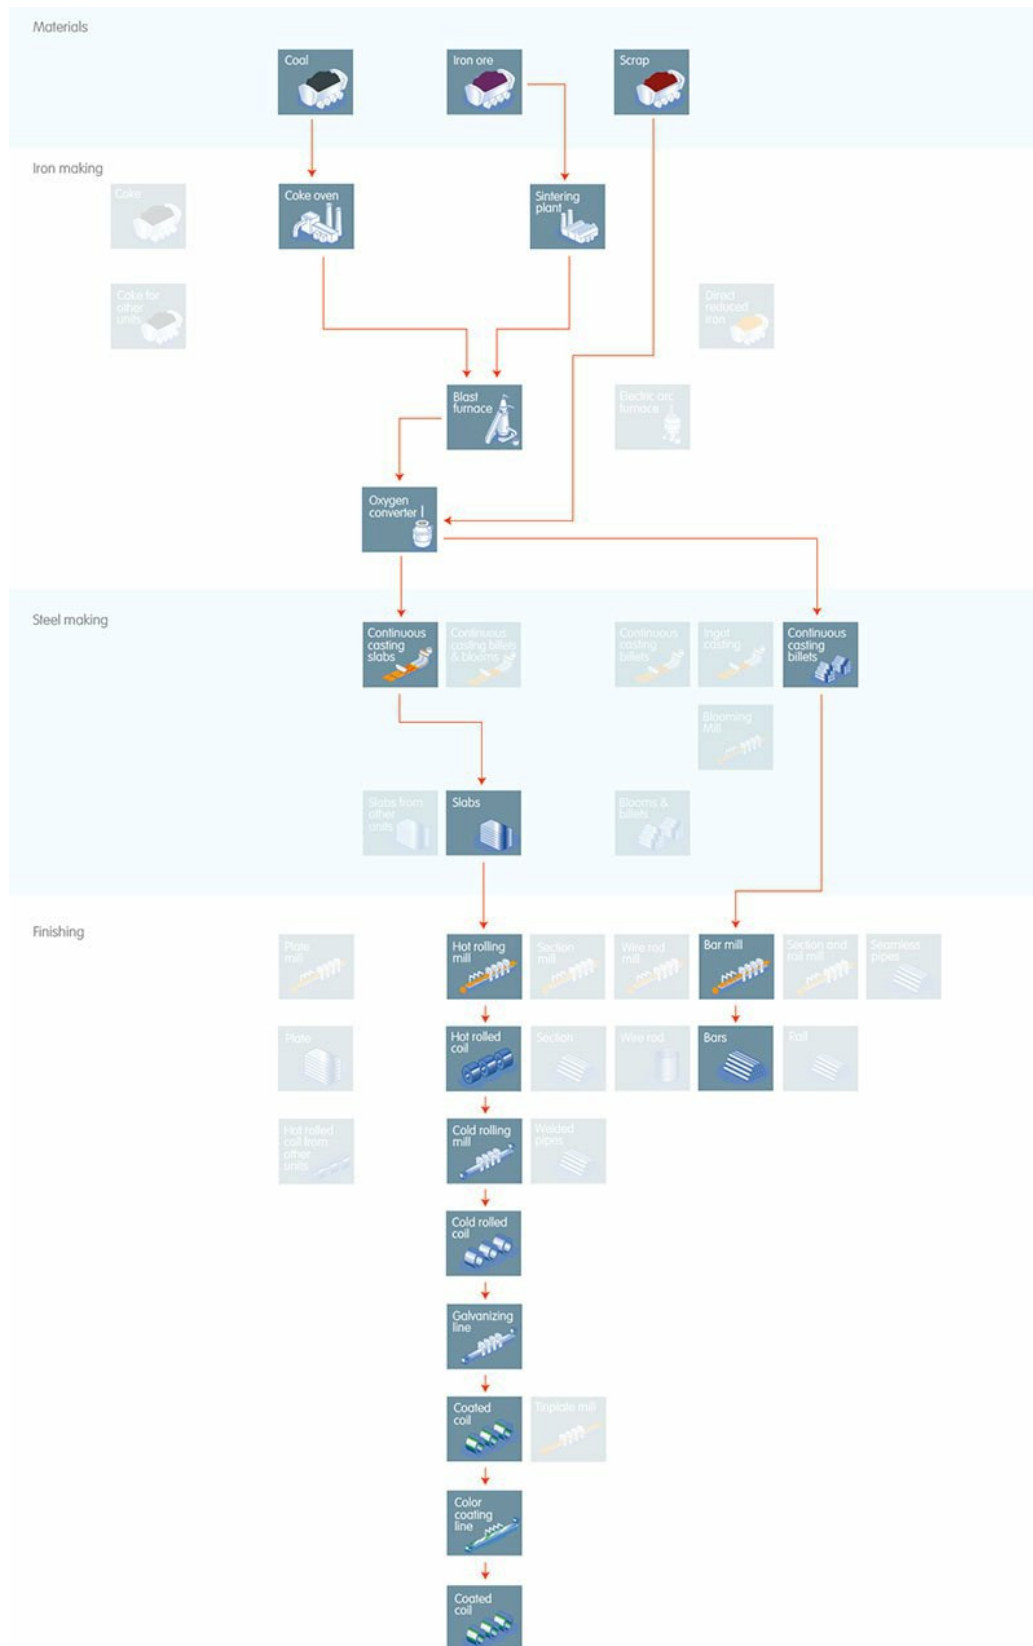 Materials
Coal
Iron ore
Scrap
Iron making
Coke
Coke oven
Sintering
plant
Coke for
other
units
Direct
reduced
iron
Blast
furnace
Electric arc
furnace
Oxygen
converter
Steel making
Continuous
casting
slabs
Continuous
casting billets
& blooms
Continuous
casting
billets
Ingot
casting
Continuous
casting
billets
Blooming
Mill
Slabs from
other
units
Slabs
Blooms &
billets
Finishing
Plate
mill
Hot rolling
mill
Section
mill
Wire rod
mill
Bar mill
Section and
rail mill
Seamless
pipes
Plate
Hot rolled
coil
Section
Wire rod
Bars
Rail
Hot rolled
coil from
other
units
Cold rolling
mill
Welded
pipes
Cold rolled
coil
Galvanizing
line
Coated
coil
Tinplate mill
Color
coating
line
Coated
coil